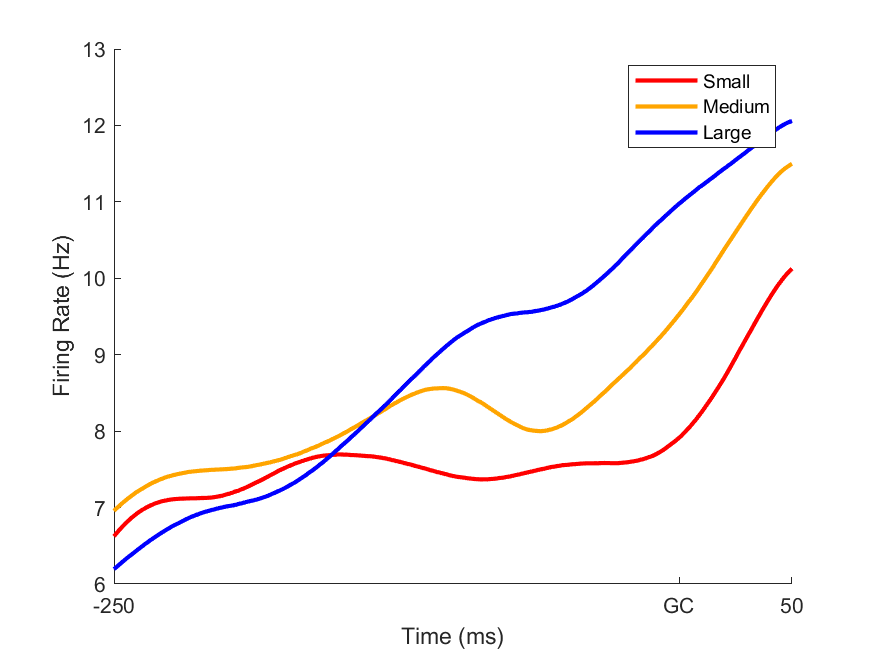 13
12
11
10
9
8
7
6
Firing Rate (Hz)
Small
Medium
Large
-250
GC
50
Time (ms)